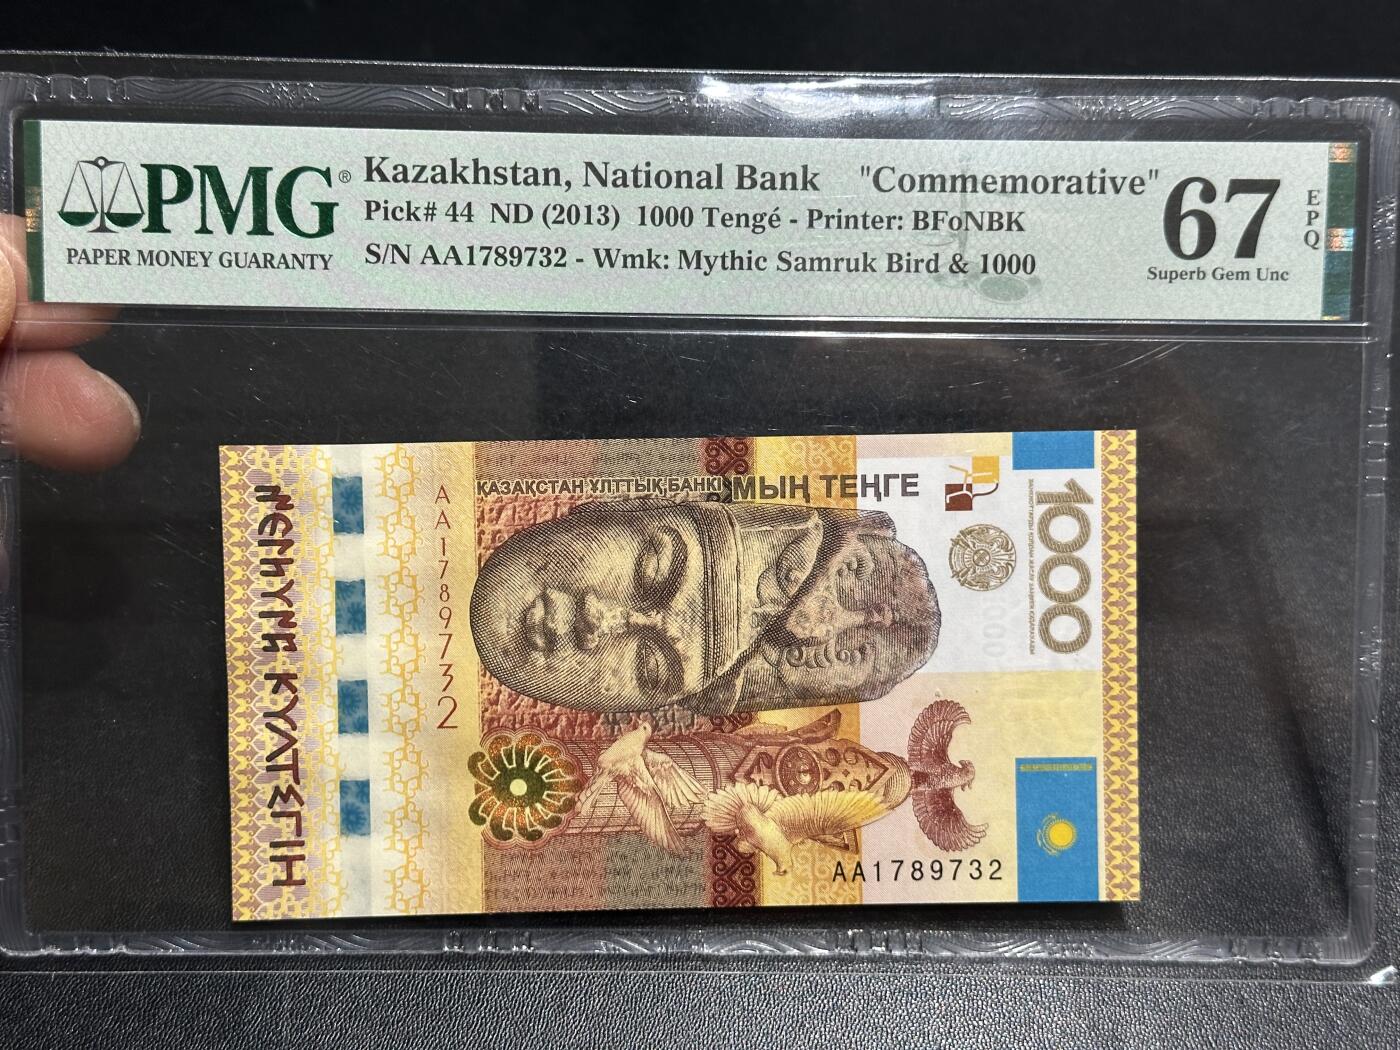 PMG®
PAPER MONEY GUARANTY
Kazakhstan, National Bank "Commemorative"
Pick# 44 ND (2013) 1000 Tengé - Printer: BFoNBK
S/N AA1789732 - Wmk: Mythic Samruk Bird & 1000
67
EPQ
Superb Gem Unc
ҚАЗАҚСТАН ҰЛТТЫҚ БАНКІ
МЫҢ ТЕҢГЕ
1000
AA1789732
AA1789732